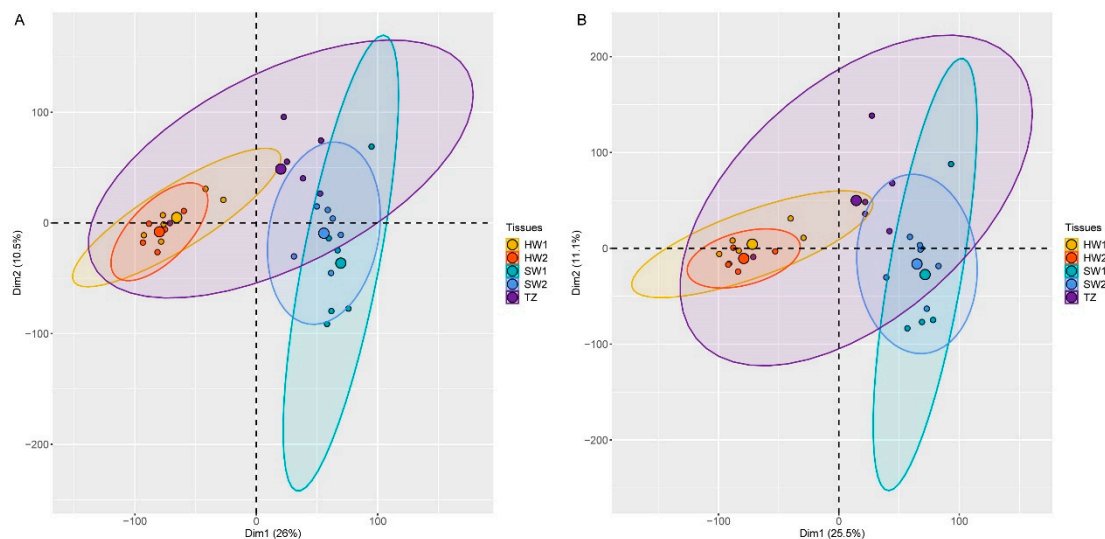 A
100
0
−100
−200
Dim2 (10.5%)
−100
0
100
Dim1 (26%)
Tissues
HW1
HW2
SW1
SW2
TZ
B
200
100
0
−100
−200
Dim2 (11.1%)
−100
0
100
Dim1 (25.5%)
Tissues
HW1
HW2
SW1
SW2
TZ